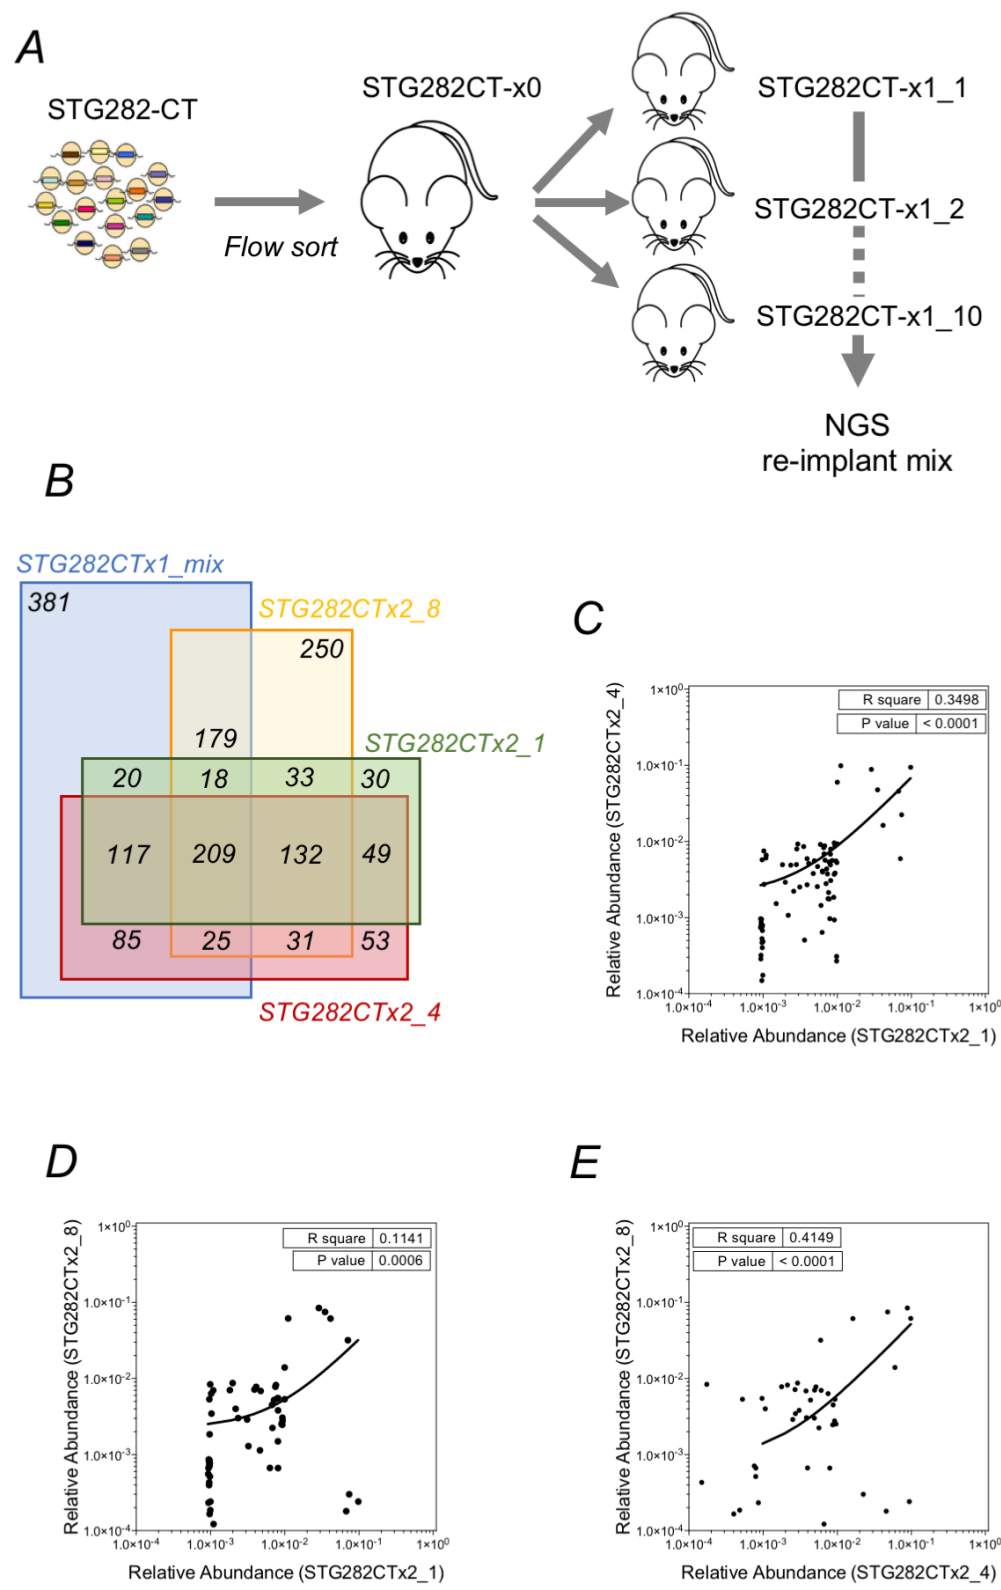 A
STG282-CT
Flow sort
STG282CT-x0
STG282CT-x1_1
STG282CT-x1_2
STG282CT-x1_10
NGS
re-implant mix
B
STG282CTx1_mix
381
STG282CTx2_8
250
179
STG282CTx2_1
20 18 33 30
117 209 132 49
85 25 31 53
STG282CTx2_4
C
Relative Abundance (STG282CTx2_4)
R square 0.3498
P value < 0.0001
1×10⁰
1.0×10⁻¹
1.0×10⁻²
1.0×10⁻³
1.0×10⁻⁴
1.0×10⁻⁴ 1.0×10⁻³ 1.0×10⁻² 1.0×10⁻¹ 1×10⁰
Relative Abundance (STG282CTx2_1)
D
Relative Abundance (STG282CTx2_8)
R square 0.1141
P value 0.0006
1×10⁰
1.0×10⁻¹
1.0×10⁻²
1.0×10⁻³
1.0×10⁻⁴
1.0×10⁻⁴ 1.0×10⁻³ 1.0×10⁻² 1.0×10⁻¹ 1×10⁰
Relative Abundance (STG282CTx2_1)
E
Relative Abundance (STG282CTx2_8)
R square 0.4149
P value < 0.0001
1×10⁰
1.0×10⁻¹
1.0×10⁻²
1.0×10⁻³
1.0×10⁻⁴
1.0×10⁻⁴ 1.0×10⁻³ 1.0×10⁻² 1.0×10⁻¹ 1×10⁰
Relative Abundance (STG282CTx2_4)